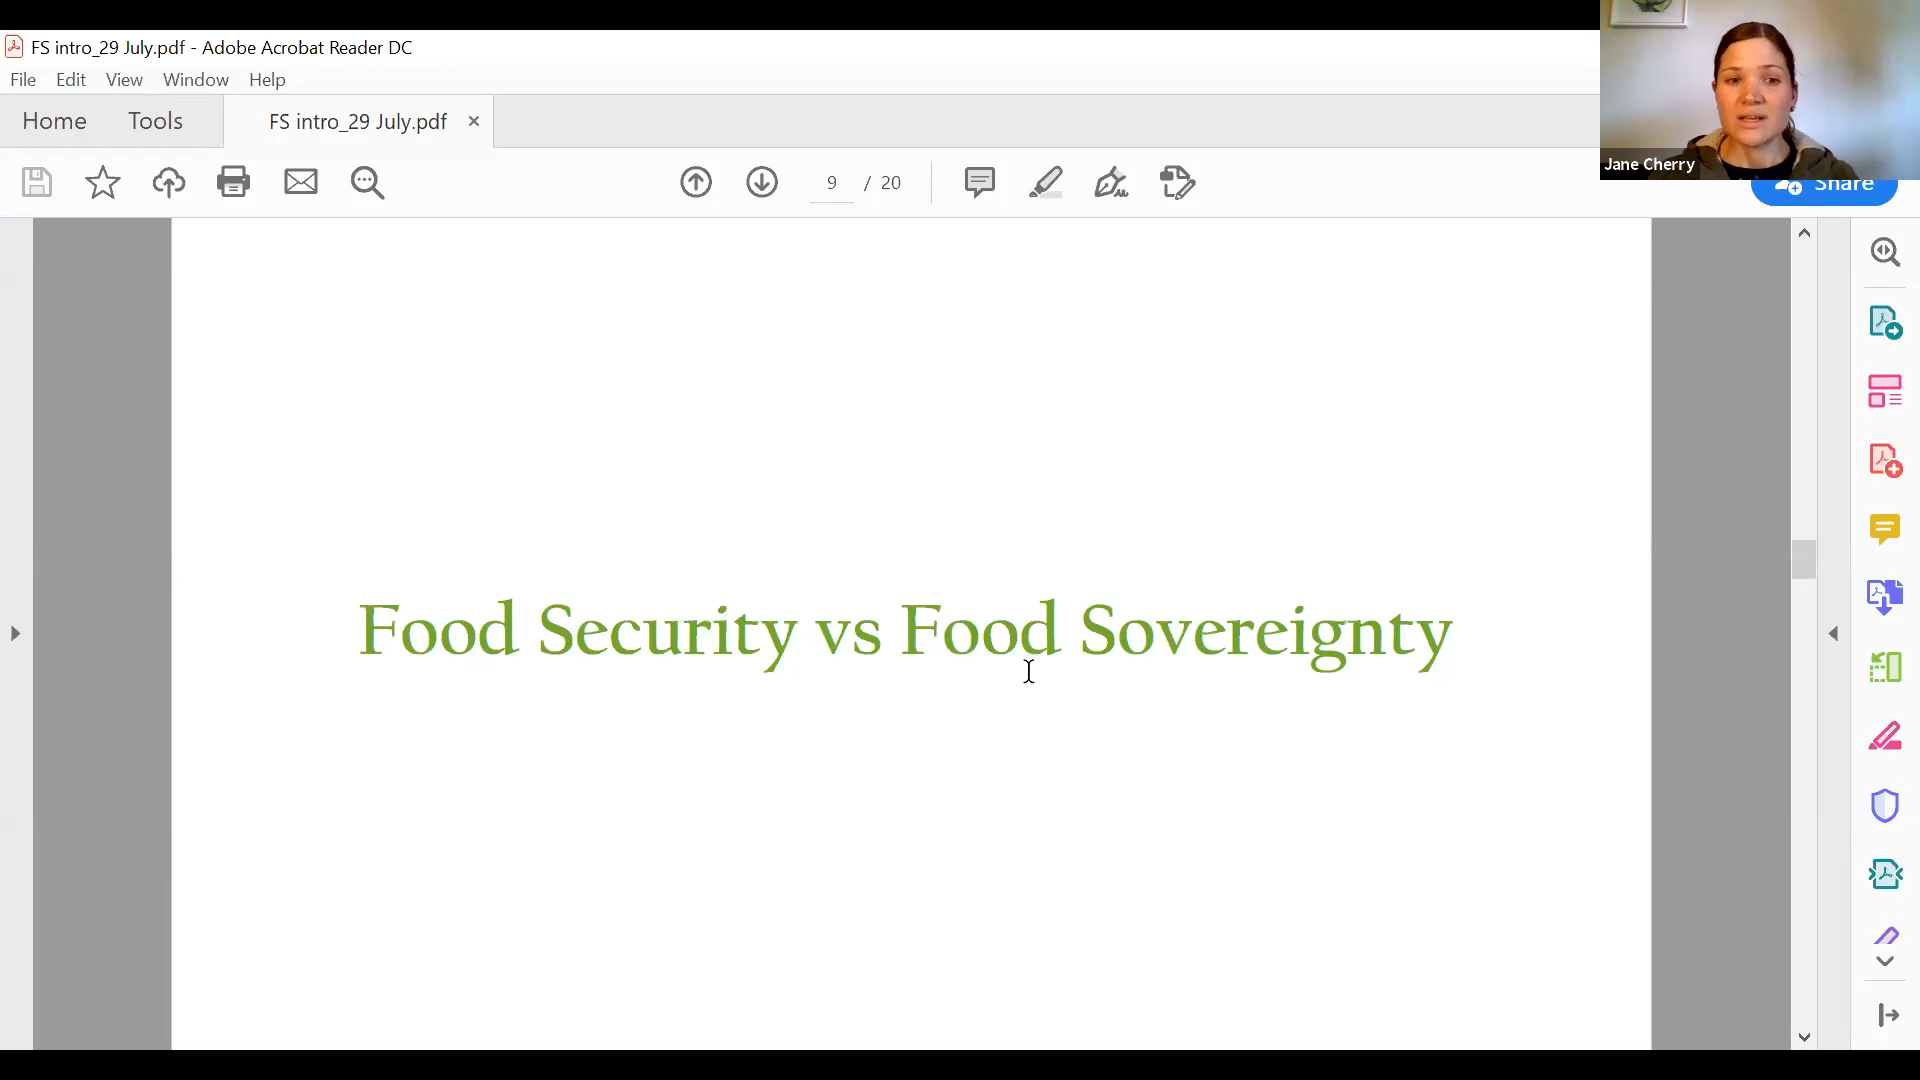 FS intro_29 July.pdf - Adobe Acrobat Reader DC
File Edit View Window Help
Home Tools FS intro_29 July.pdf ×
9 / 20
Share
Jane Cherry
Food Security vs Food Sovereignty